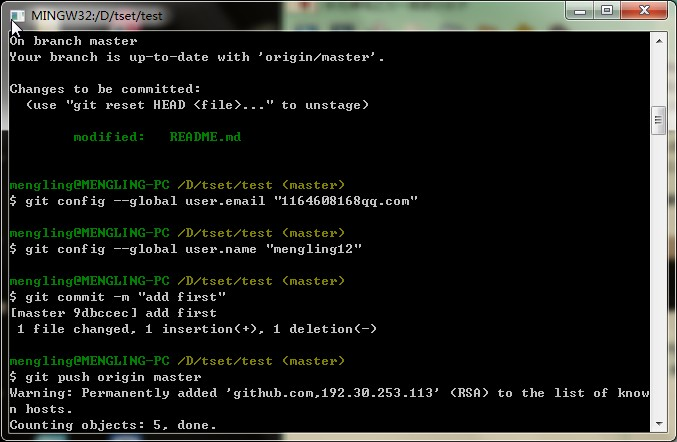 MINGW32:/D/tset/test
On branch master
Your branch is up-to-date with 'origin/master'.
Changes to be committed:
  (use "git reset HEAD <file>..." to unstage)
        modified:   README.md
mengling@MENGLING-PC /D/tset/test (master)
$ git config --global user.email "1164608168qq.com"
mengling@MENGLING-PC /D/tset/test (master)
$ git config --global user.name "mengling12"
mengling@MENGLING-PC /D/tset/test (master)
$ git commit -m "add first"
[master 9dbccec] add first
 1 file changed, 1 insertion(+), 1 deletion(-)
mengling@MENGLING-PC /D/tset/test (master)
$ git push origin master
Warning: Permanently added 'github.com,192.30.253.113' (RSA) to the list of know
n hosts.
Counting objects: 5, done.